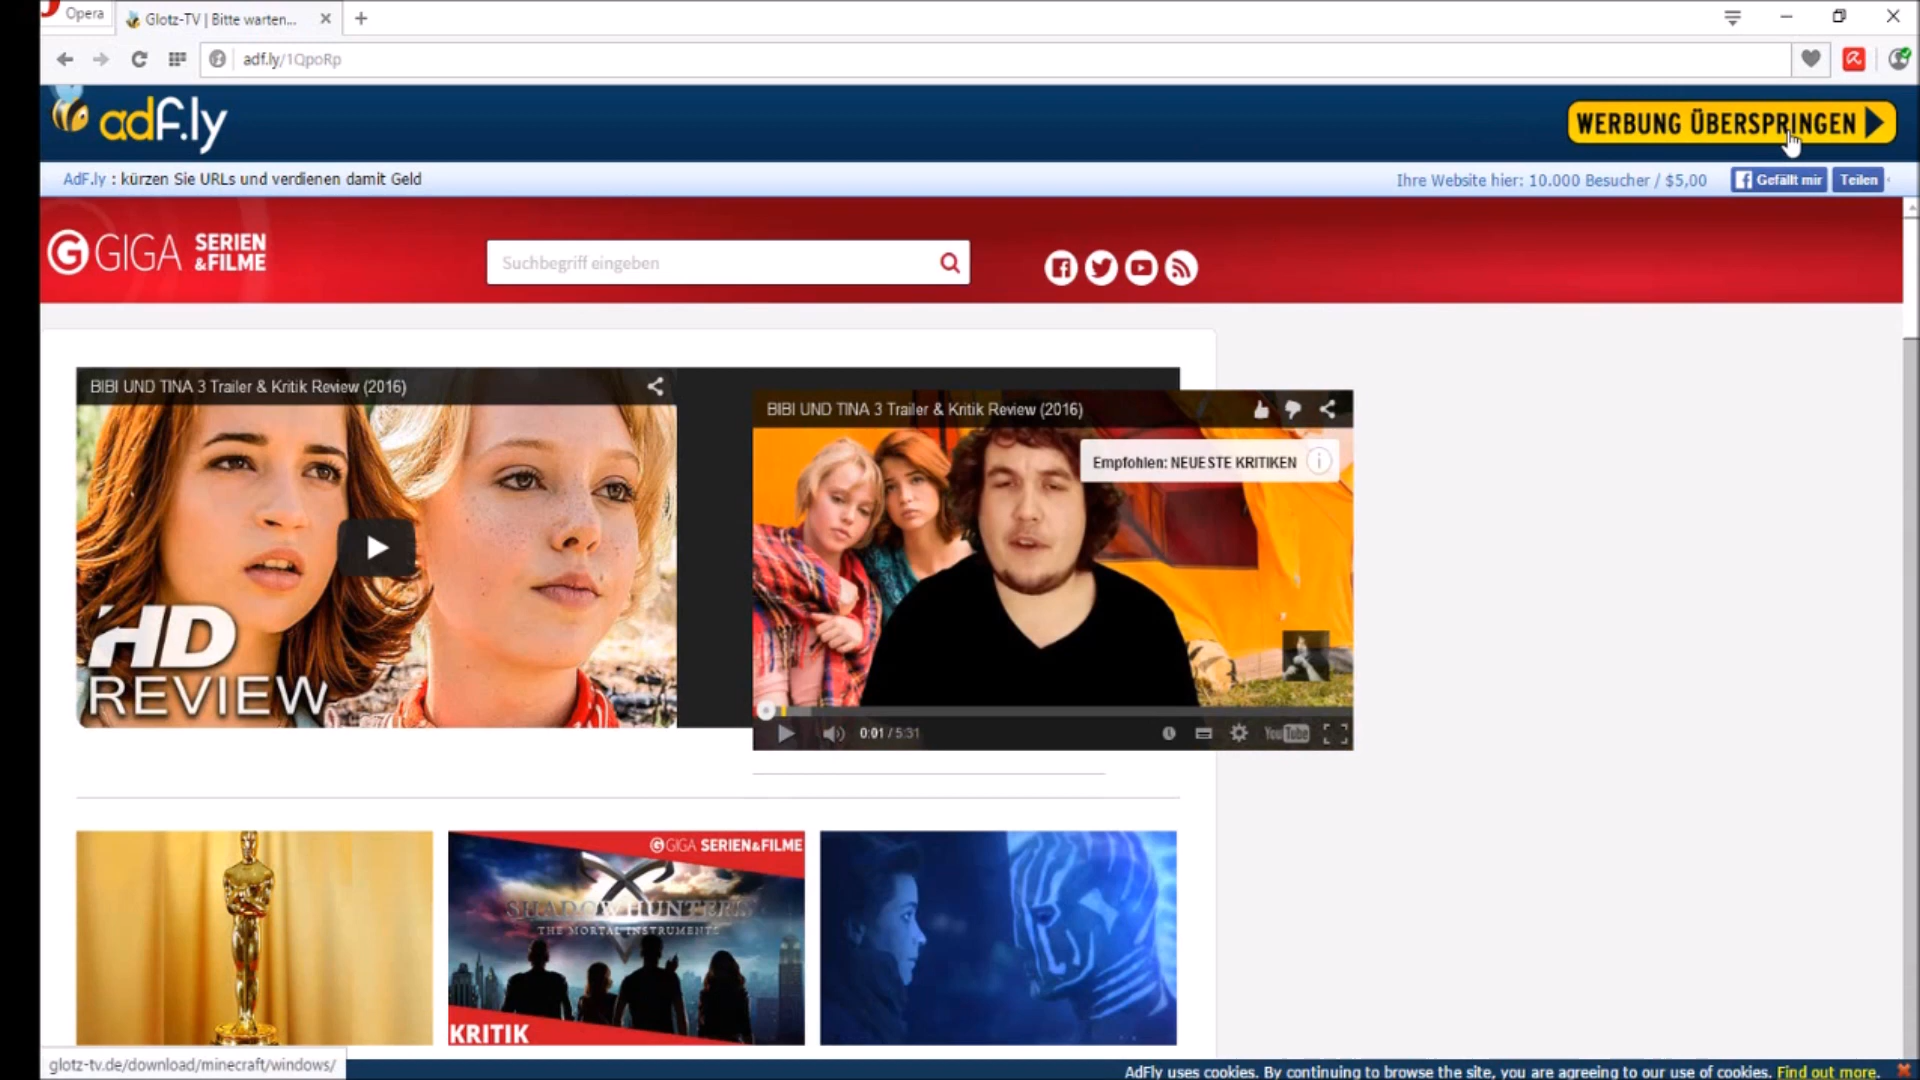 Opera
Glotz-TV | Bitte warten...
adf.ly/1QpoRp
adf.ly
WERBUNG ÜBERSPRINGEN
AdF.ly : kürzen Sie URLs und verdienen damit Geld
Ihre Website hier: 10.000 Besucher / $5,00
Gefällt mir
Teilen
GIGA SERIEN
&FILME
Suchbegriff eingeben
BIBI UND TINA 3 Trailer & Kritik Review (2016)
HD
REVIEW
BIBI UND TINA 3 Trailer & Kritik Review (2016)
Empfohlen: NEUESTE KRITIKEN
0:01 / 5:31
YouTube
GIGA SERIEN&FILME
SHADOWHUNTERS
THE MORTAL INSTRUMENTS
KRITIK
glotz-tv.de/download/minecraft/windows/
AdFly uses cookies. By continuing to browse the site, you are agreeing to our use of cookies. Find out more.